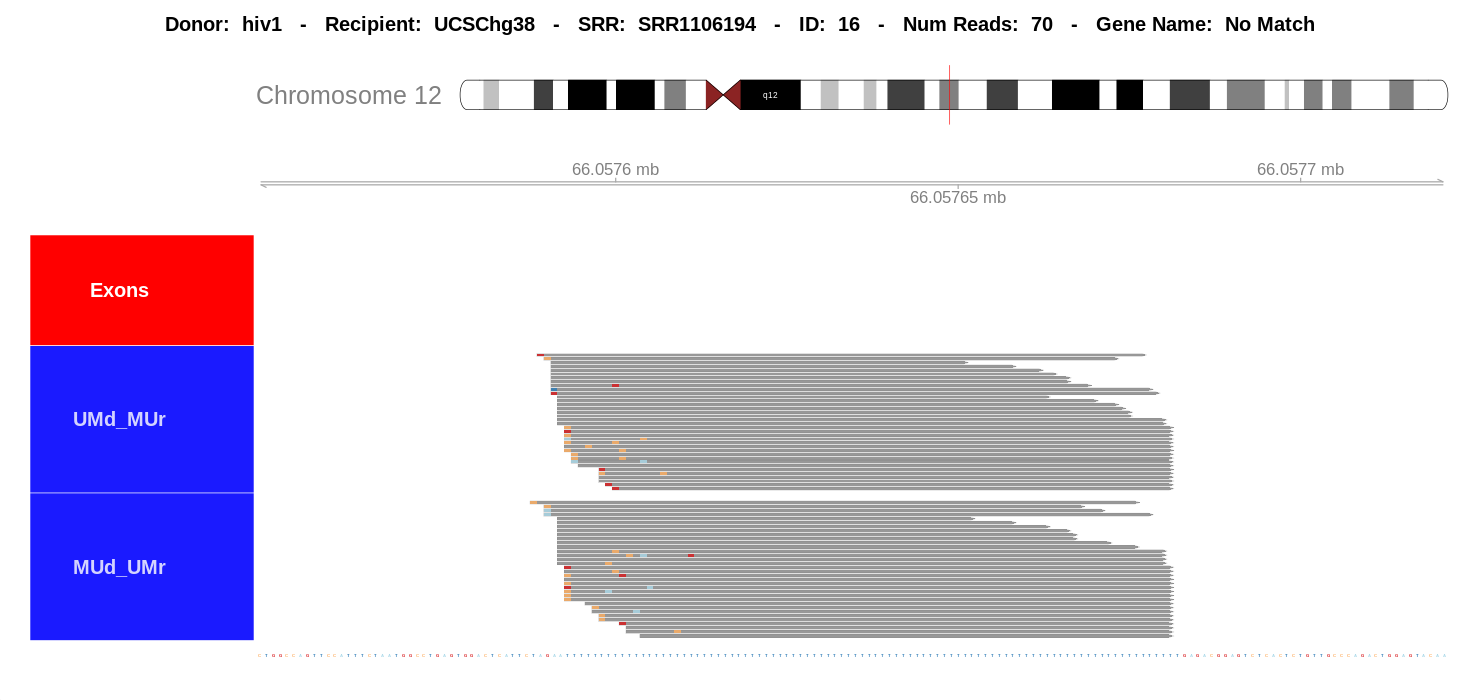 Donor: hiv1 - Recipient: UCSChg38 - SRR: SRR1106194 - ID: 16 - Num Reads: 70 - Gene Name: No Match
Chromosome 12
q12
66.0576 mb
66.0577 mb
66.05765 mb
Exons
UMd_MUr
MUd_UMr